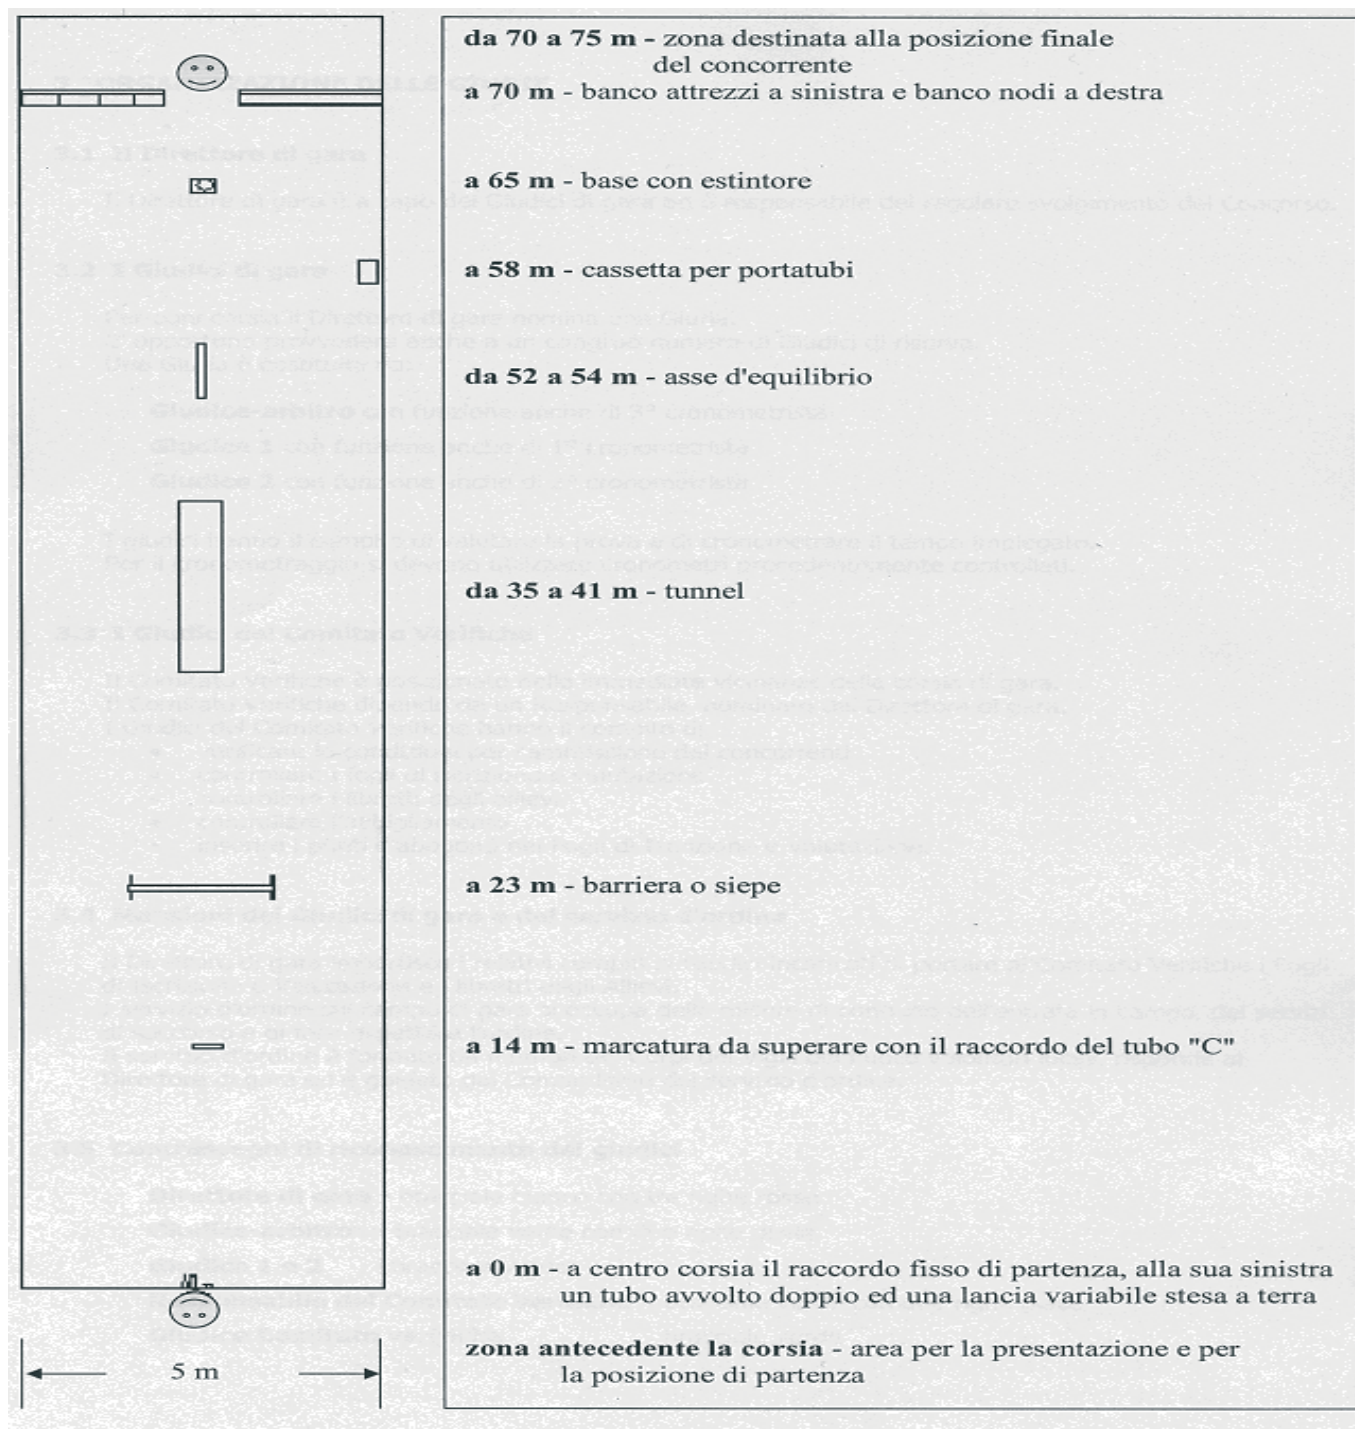 da 70 a 75 m - zona destinata alla posizione finale
del concorrente
a 70 m - banco attrezzi a sinistra e banco nodi a destra
a 65 m - base con estintore
a 58 m - cassetta per portatubi
da 52 a 54 m - asse d'equilibrio
da 35 a 41 m - tunnel
a 23 m - barriera o siepe
a 14 m - marcatura da superare con il raccordo del tubo "C"
a 0 m - a centro corsia il raccordo fisso di partenza, alla sua sinistra
un tubo avvolto doppio ed una lancia variabile stesa a terra
zona antecedente la corsia - area per la presentazione e per
la posizione di partenza
5 m